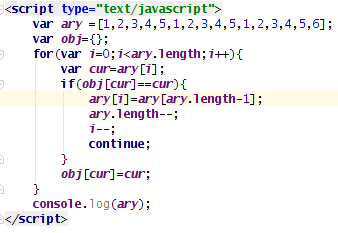 <script type="text/javascript">
    var ary =[1,2,3,4,5,1,2,3,4,5,1,2,3,4,5,6];
    var obj={};
    for(var i=0;i<ary.length;i++){
        var cur=ary[i];
        if(obj[cur]==cur){
            ary[i]=ary[ary.length-1];
            ary.length--;
            i--;
            continue;
        }
        obj[cur]=cur;
    }
    console.log(ary);
</script>